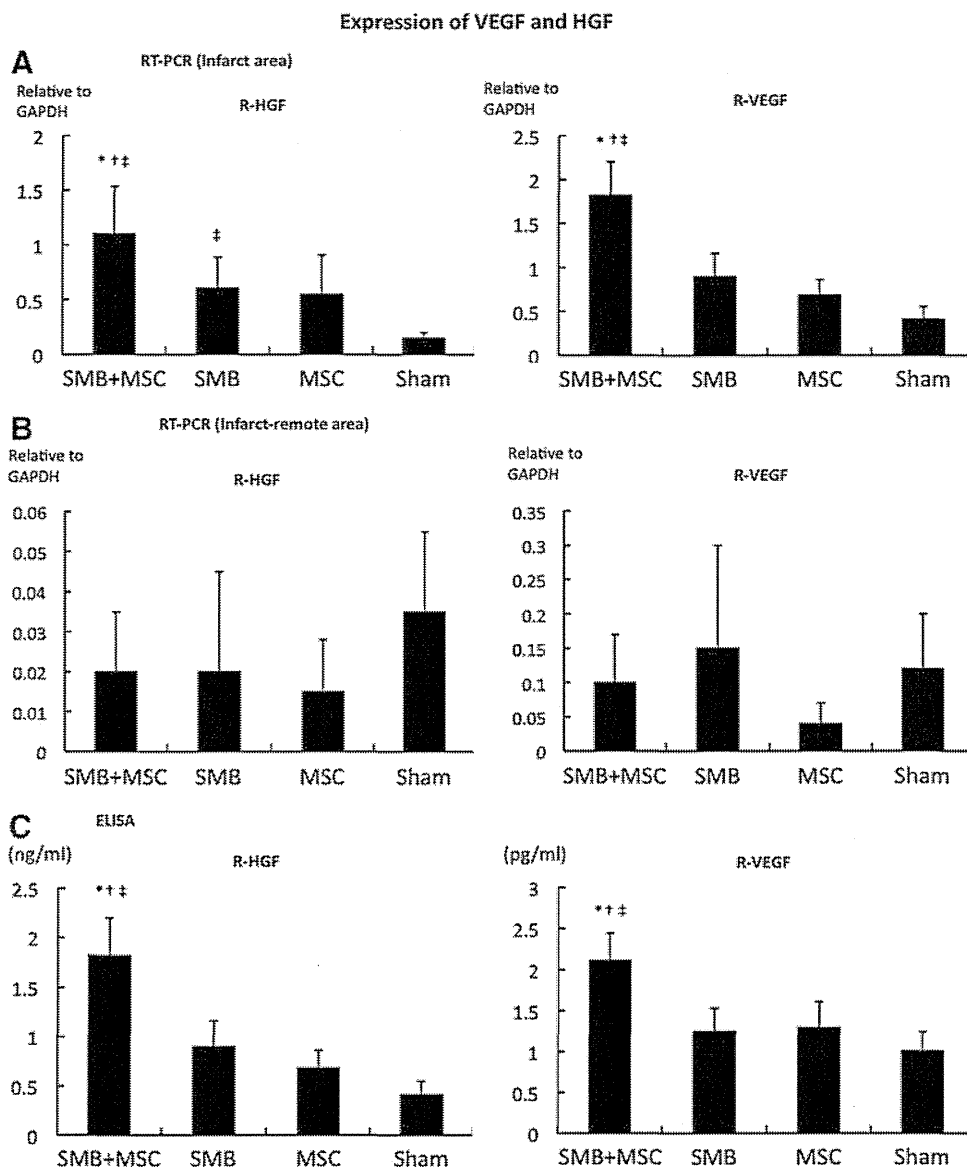 Expression of VEGF and HGF
A
RT-PCR (Infarct area)
Relative to
GAPDH
R-HGF
2
1.5
1
0.5
0
* † ‡
‡
SMB+MSC SMB MSC Sham
Relative to
GAPDH
R-VEGF
2.5
2
1.5
1
0.5
0
* † ‡
SMB+MSC SMB MSC Sham
B
RT-PCR (Infarct-remote area)
Relative to
GAPDH
R-HGF
0.06
0.05
0.04
0.03
0.02
0.01
0
SMB+MSC SMB MSC Sham
Relative to
GAPDH
R-VEGF
0.35
0.3
0.25
0.2
0.15
0.1
0.05
0
SMB+MSC SMB MSC Sham
C
ELISA
(ng/ml)
R-HGF
2.5
2
1.5
1
0.5
0
* † ‡
SMB+MSC SMB MSC Sham
(pg/ml)
R-VEGF
3
2.5
2
1.5
1
0.5
0
* † ‡
SMB+MSC SMB MSC Sham